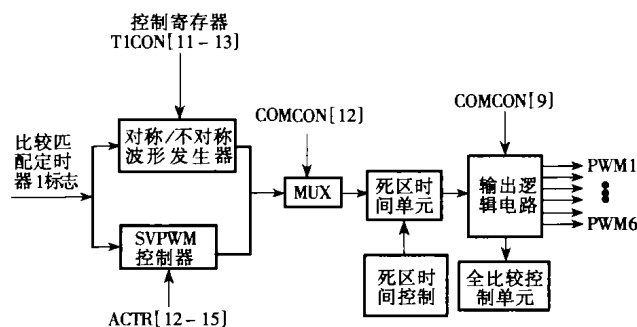 控制寄存器
T1CON[11-13]
对称/不对称
波形发生器
比较匹
配定时
器1标志
SVPWM
控制器
ACTR[12-15]
COMCON[12]
MUX
死区时
间单元
死区时
间控制
COMCON[9]
输出逻
辑电路
全比较控
制单元
PWM1
PWM6